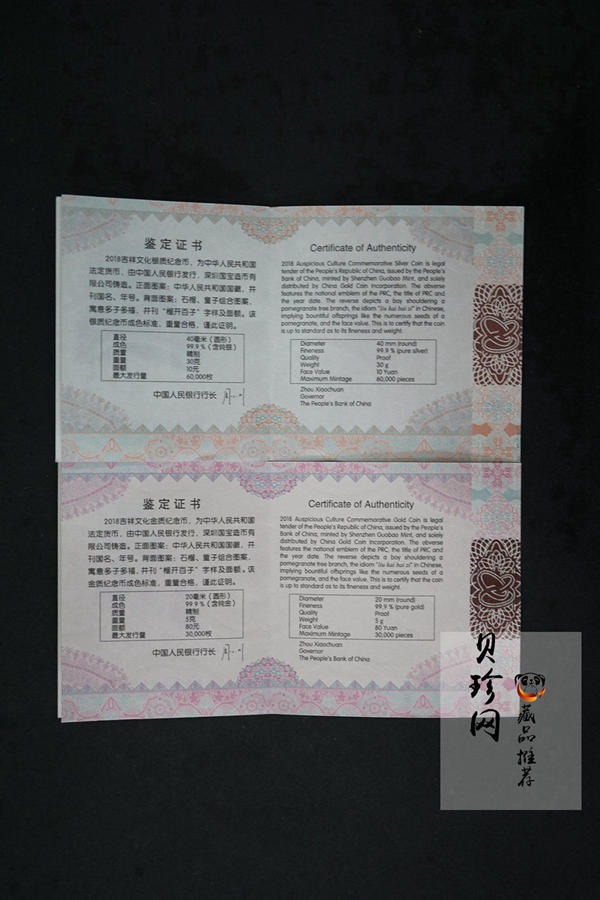 鉴定证书
2018吉祥文化银质纪念币，为中华人民共和国
法定货币，由中国人民银行发行，深圳国宝造币有
限公司铸造。正面图案：中华人民共和国国徽，并
刊国名、年号。背面图案：石榴、童子组合图案，
寓意多子多福，并刊“榴开百子”字样及面额。该
银质纪念币成色标准，重量合格，谨此证明。
直径 40毫米（圆形）
成色 99.9％（含纯银）
质量 精制
重量 30克
面额 10元
最大发行量 60,000枚
中国人民银行行长
Certificate of Authenticity
2018 Auspicious Culture Commemorative Silver Coin is legal
tender of the People's Republic of China, issued by the People's
Bank of China, minted by Shenzhen Guobao Mint, and solely
distributed by China Gold Coin Incorporation. The obverse
features the national emblem of the PRC, the title of PRC and
the year date. The reverse depicts a boy shouldering a
pomegranate tree branch, the idiom "liu kai bai zi" in Chinese,
implying bountiful offsprings like the numerous seeds of a
pomegranate, and the face value. This is to certify that the coin
is up to standard as to its fineness and weight.
Diameter 40 mm (round)
Fineness 99.9 % (pure silver)
Quality Proof
Weight 30 g
Face Value 10 Yuan
Maximum Mintage 60,000 pieces
Zhou Xiaochuan
Governor
The People's Bank of China
鉴定证书
2018吉祥文化金质纪念币，为中华人民共和国
法定货币，由中国人民银行发行，深圳国宝造币有
限公司铸造。正面图案：中华人民共和国国徽，并
刊国名、年号。背面图案：石榴、童子组合图案，
寓意多子多福，并刊“榴开百子”字样及面额。该
金质纪念币成色标准，重量合格，谨此证明。
直径 20毫米（圆形）
成色 99.9％（含纯金）
质量 精制
重量 5克
面额 80元
最大发行量 30,000枚
中国人民银行行长
Certificate of Authenticity
2018 Auspicious Culture Commemorative Gold Coin is legal
tender of the People's Republic of China, issued by the People's
Bank of China, minted by Shenzhen Guobao Mint, and solely
distributed by China Gold Coin Incorporation. The obverse
features the national emblem of the PRC, the title of PRC and
the year date. The reverse depicts a boy shouldering a
pomegranate tree branch, the idiom "liu kai bai zi" in Chinese,
implying bountiful offsprings like the numerous seeds of a
pomegranate, and the face value. This is to certify that the coin
is up to standard as to its fineness and weight.
Diameter 20 mm (round)
Fineness 99.9 % (pure gold)
Quality Proof
Weight 5 g
Face Value 80 Yuan
Maximum Mintage 30,000 pieces
Zhou Xiaochuan
Governor
The People's Bank of China
贝珍网
藏品推荐